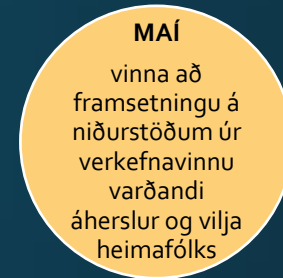 MAÍ
vinna að
framsetningu á
niðurstöðum úr
verkefnavinnu
varðandi
áherslur og vilja
heimafólks